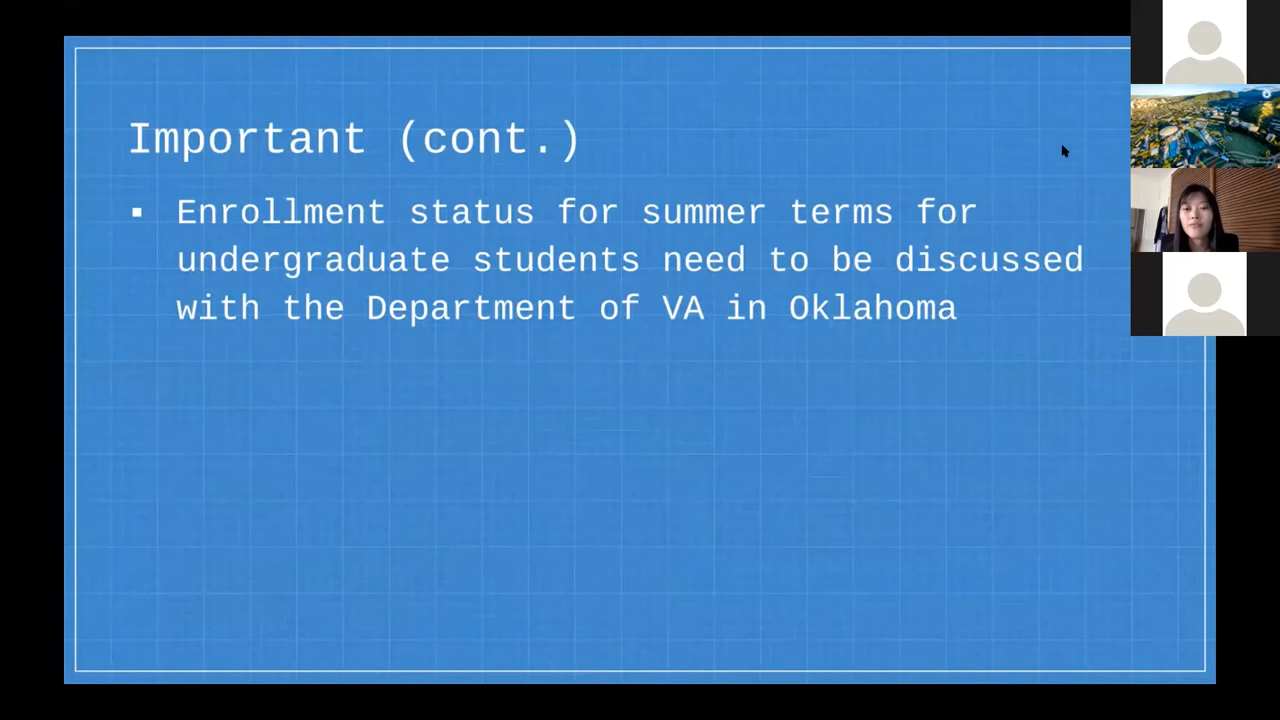 Important (cont.)
▪ Enrollment status for summer terms for
undergraduate students need to be discussed
with the Department of VA in Oklahoma